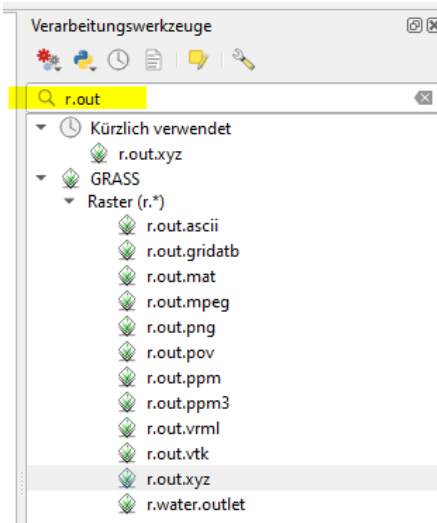 Verarbeitungswerkzeuge
r.out
Kürzlich verwendet
r.out.xyz
GRASS
Raster (r.*)
r.out.ascii
r.out.gridatb
r.out.mat
r.out.mpeg
r.out.png
r.out.pov
r.out.ppm
r.out.ppm3
r.out.vrml
r.out.vtk
r.out.xyz
r.water.outlet